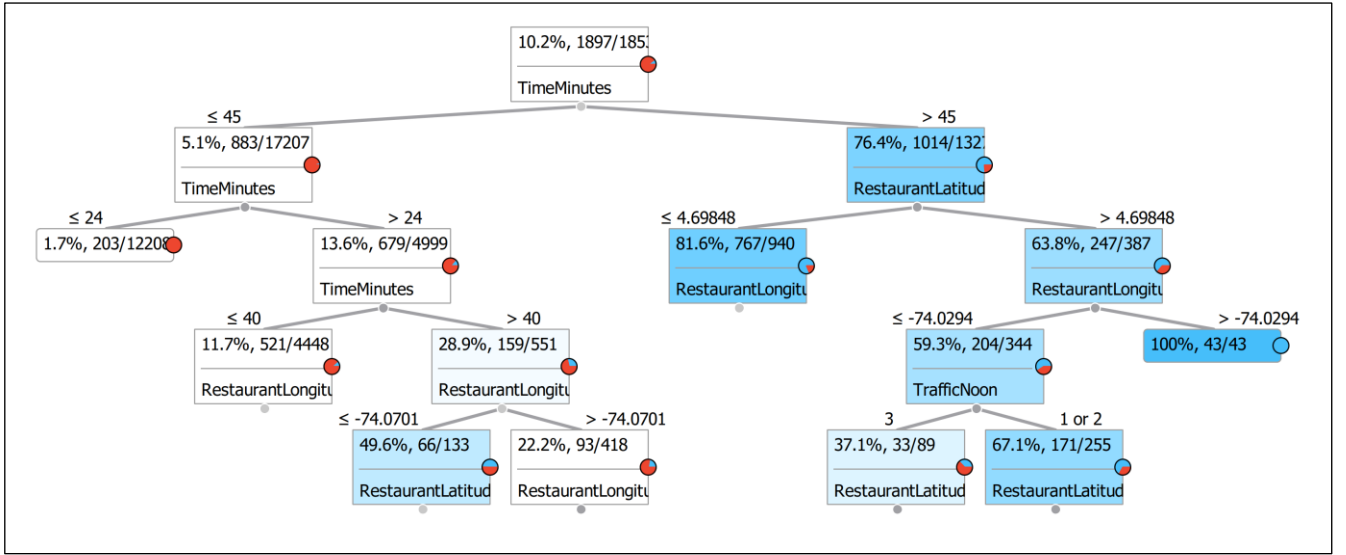 10.2%, 1897/1853
TimeMinutes
≤ 45
> 45
5.1%, 883/17207
TimeMinutes
76.4%, 1014/1327
RestaurantLatitud
≤ 24
> 24
≤ 4.69848
> 4.69848
1.7%, 203/12208
13.6%, 679/4999
TimeMinutes
81.6%, 767/940
RestaurantLongitu
63.8%, 247/387
RestaurantLongitu
≤ 40
> 40
≤ -74.0294
> -74.0294
11.7%, 521/4448
RestaurantLongitu
28.9%, 159/551
RestaurantLongitu
59.3%, 204/344
TrafficNoon
100%, 43/43
≤ -74.0701
> -74.0701
3
1 or 2
49.6%, 66/133
RestaurantLatitud
22.2%, 93/418
RestaurantLongitu
37.1%, 33/89
RestaurantLatitud
67.1%, 171/255
RestaurantLatitud